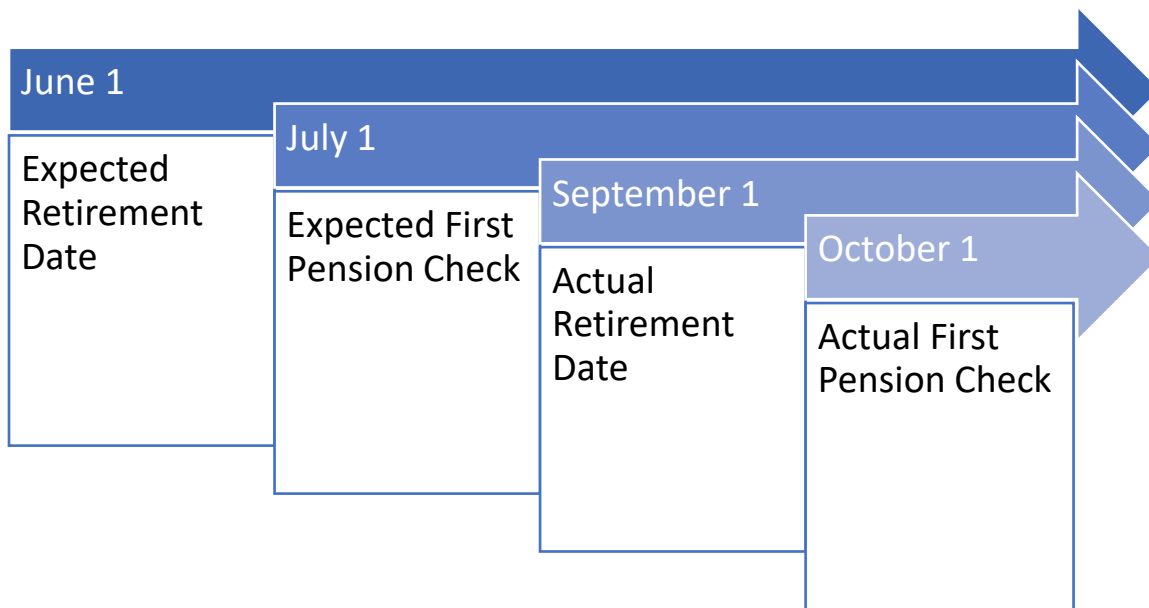 June 1
Expected
Retirement
Date
July 1
Expected First
Pension Check
September 1
Actual
Retirement
Date
October 1
Actual First
Pension Check